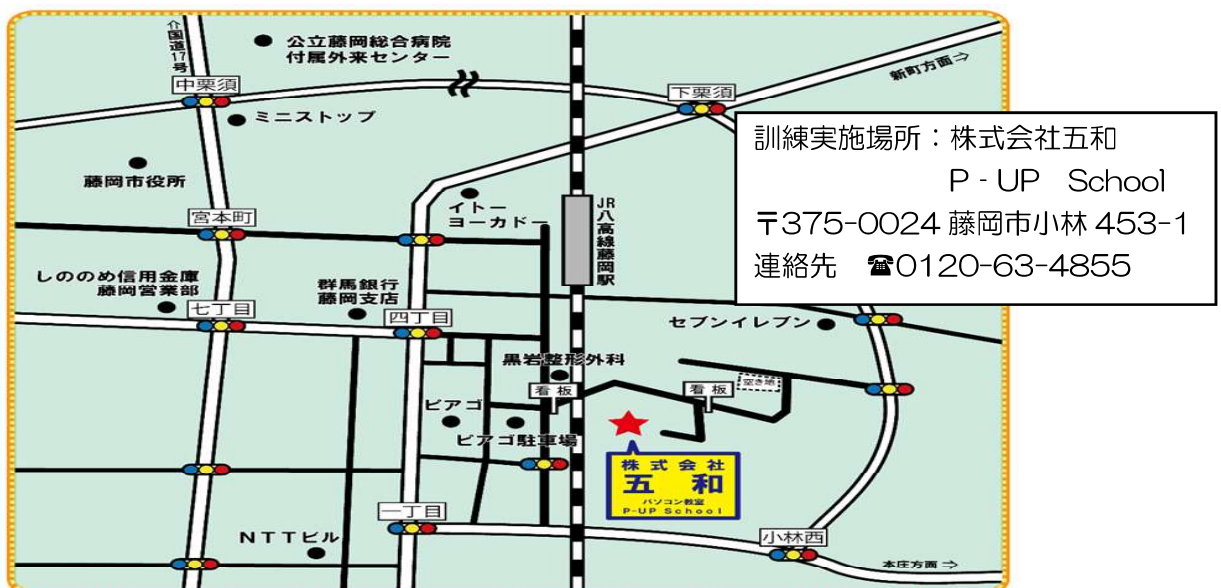 介国道17号
公立藤岡総合病院
付属外来センター
新町方面⇒
中栗須
下栗須
ミニストップ
藤岡市役所
イトー
ヨーカドー
JR八高線藤岡駅
宮本町
しののめ信用金庫
藤岡営業部
群馬銀行
藤岡支店
七丁目
四丁目
セブンイレブン
黒岩整形外科
看板
看板
空き地
ピアゴ
ピアゴ駐車場
株式会社
五和
パソコン教室
P-UP School
一丁目
NTTビル
小林西
本庄方面⇒
訓練実施場所：株式会社五和
P‐UP School
〒375-0024 藤岡市小林 453-1
連絡先 ☎0120-63-4855